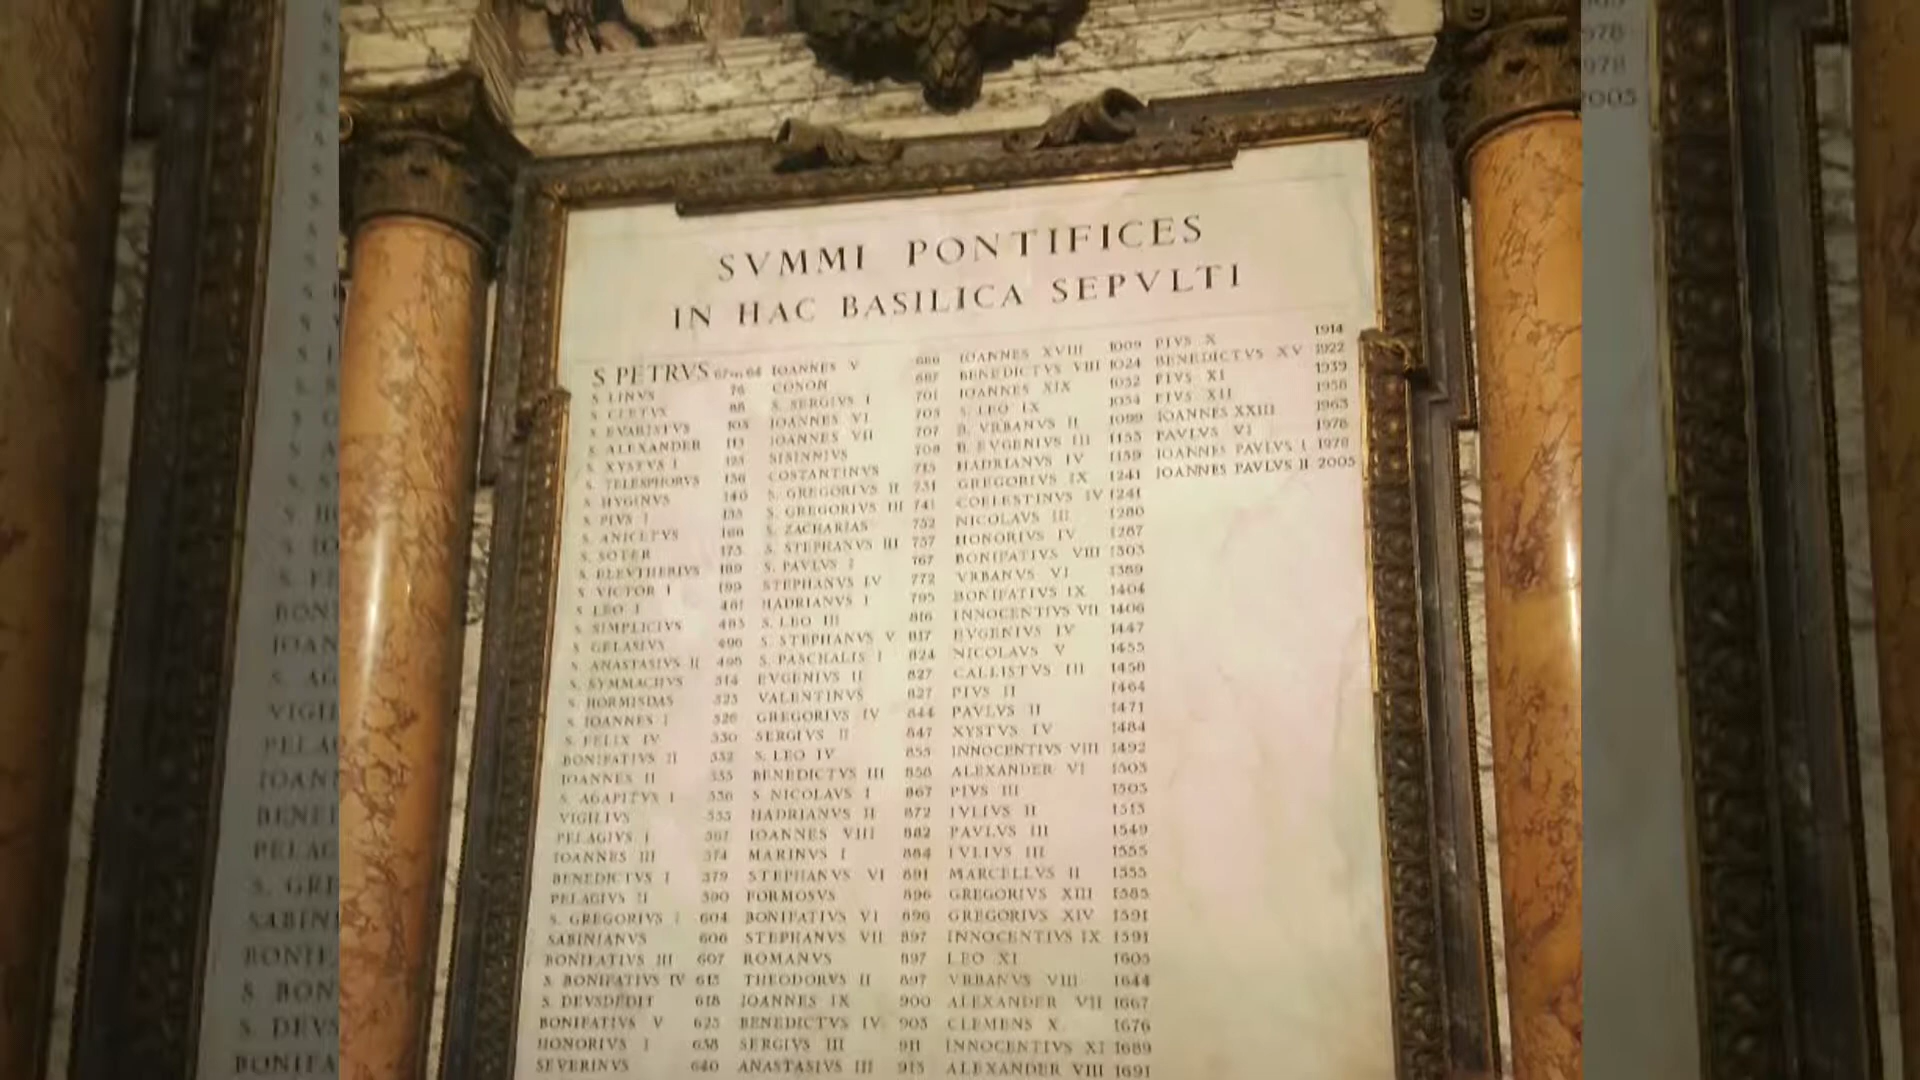 SVMMI PONTIFICES
IN HAC BASILICA SEPVLTI
S PETRVS 64
S LINVS 76
S CLETVS 88
S EVARISTVS 105
S ALEXANDER 115
S XYSTVS I 125
S TELESPHORVS 136
S HYGINVS 140
S PIVS I 155
S ANICETVS 166
S SOTER 175
S ELEVTHERIVS 189
S VICTOR I 199
S LEO I 461
S SIMPLICIVS 483
S GELASIVS 496
S ANASTASIVS II 498
S SYMMACHVS 514
S HORMISDAS 523
S IOANNES I 526
S FELIX IV 530
BONIFATIVS II 532
IOANNES II 535
S AGAPITVS I 536
VIGILIVS 555
PELAGIVS I 561
IOANNES III 574
BENEDICTVS I 579
PELAGIVS II 590
S. GREGORIVS I 604
SABINIANVS 606
BONIFATIVS III 607
S BONIFATIVS IV 615
S DEVSDEDIT 618
BONIFATIVS V 625
HONORIVS I 638
SEVERINVS 640
IOANNES V 686
CONON 687
S. SERGIVS I 701
IOANNES VI 705
IOANNES VII 707
SISINNIVS 708
COSTANTINVS 715
S. GREGORIVS II 731
S. GREGORIVS III 741
S. ZACHARIAS 752
S. STEPHANVS III 757
S. PAVLVS I 767
STEPHANVS IV 772
HADRIANVS I 795
S. LEO III 816
S. STEPHANVS V 817
S. PASCHALIS I 824
EVGENIVS II 827
VALENTINVS 827
GREGORIVS IV 844
SERGIVS II 847
S. LEO IV 855
BENEDICTVS III 858
S NICOLAVS I 867
HADRIANVS II 872
IOANNES VIII 882
MARINVS I 884
STEPHANVS VI 891
FORMOSVS 896
BONIFATIVS VI 896
STEPHANVS VII 897
ROMANVS 897
THEODORVS II 897
IOANNES IX 900
BENEDICTVS IV 903
SERGIVS III 911
ANASTASIVS III 913
IOANNES XVIII 1009
BENEDICTVS VIII 1024
IOANNES XIX 1032
S. LEO IX 1054
B. VRBANVS II 1099
B. EVGENIVS III 1153
HADRIANVS IV 1159
GREGORIVS IX 1241
COELESTINVS IV 1241
NICOLAVS III 1280
HONORIVS IV 1287
BONIFATIVS VIII 1303
VRBANVS VI 1389
BONIFATIVS IX 1404
INNOCENTIVS VII 1406
EVGENIVS IV 1447
NICOLAVS V 1455
CALLISTVS III 1458
PIVS II 1464
PAVLVS II 1471
XYSTVS IV 1484
INNOCENTIVS VIII 1492
ALEXANDER VI 1503
PIVS III 1503
IVLIVS II 1513
PAVLVS III 1549
IVLIVS III 1555
MARCELLVS II 1555
GREGORIVS XIII 1585
GREGORIVS XIV 1591
INNOCENTIVS IX 1591
LEO XI 1605
VRBANVS VIII 1644
ALEXANDER VII 1667
CLEMENS X 1676
INNOCENTIVS XI 1689
ALEXANDER VIII 1691
PIVS X 1914
BENEDICTVS XV 1922
PIVS XI 1939
PIVS XII 1958
IOANNES XXIII 1963
PAVLVS VI 1978
IOANNES PAVLVS I 1978
IOANNES PAVLVS II 2005